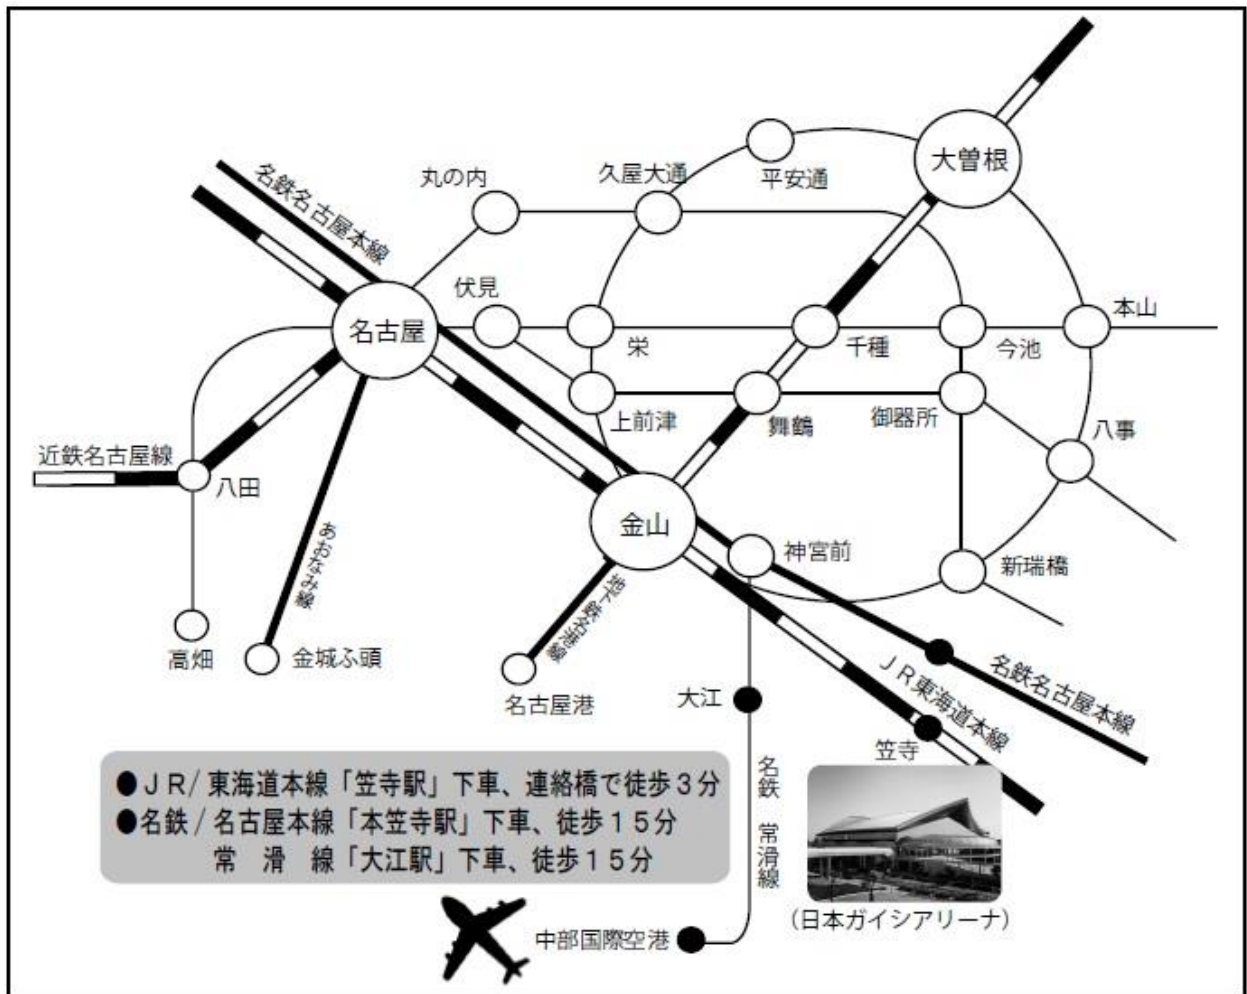 大曽根
平安通
久屋大通
丸の内
名鉄名古屋本線
伏見
名古屋
栄
千種
今池
本山
上前津
舞鶴
御器所
八事
近鉄名古屋線
八田
あおなみ線
金山
神宮前
新瑞橋
地下鉄名港線
高畑
金城ふ頭
名古屋港
大江
ＪＲ東海道本線
名鉄名古屋本線
笠寺
●ＪＲ/東海道本線「笠寺駅」下車、連絡橋で徒歩３分
●名鉄/名古屋本線「本笠寺駅」下車、徒歩１５分
常　滑　線「大江駅」下車、徒歩１５分
名鉄　常滑線
（日本ガイシアリーナ）
中部国際空港